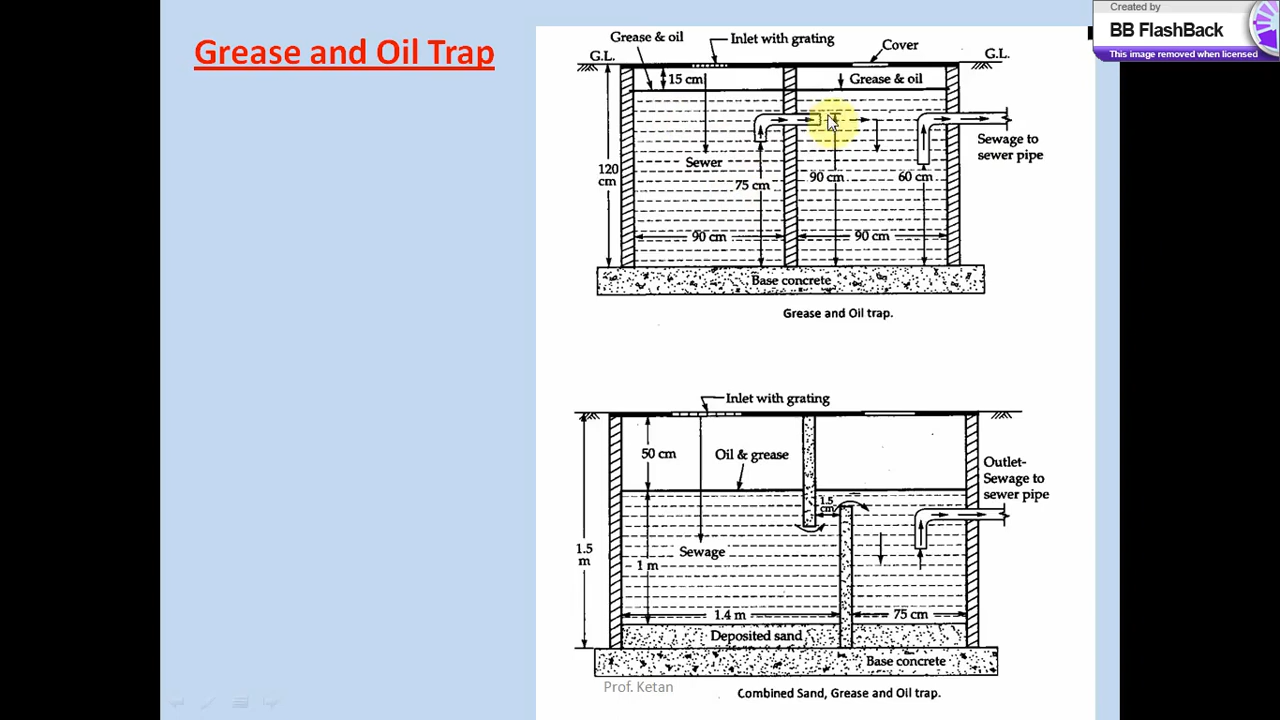 Created by
BB FlashBack
This image removed when licensed
Grease and Oil Trap
Grease & oil
Inlet with grating
Cover
G.L.
G.L.
15 cm
Grease & oil
Sewage to
sewer pipe
Sewer
120
cm
75 cm
90 cm
60 cm
90 cm
90 cm
Base concrete
Grease and Oil trap.
Inlet with grating
50 cm
Oil & grease
Outlet-
Sewage to
sewer pipe
1.5
cm
1.5
m
Sewage
1 m
1.4 m
75 cm
Deposited sand
Base concrete
Prof. Ketan
Combined Sand, Grease and Oil trap.